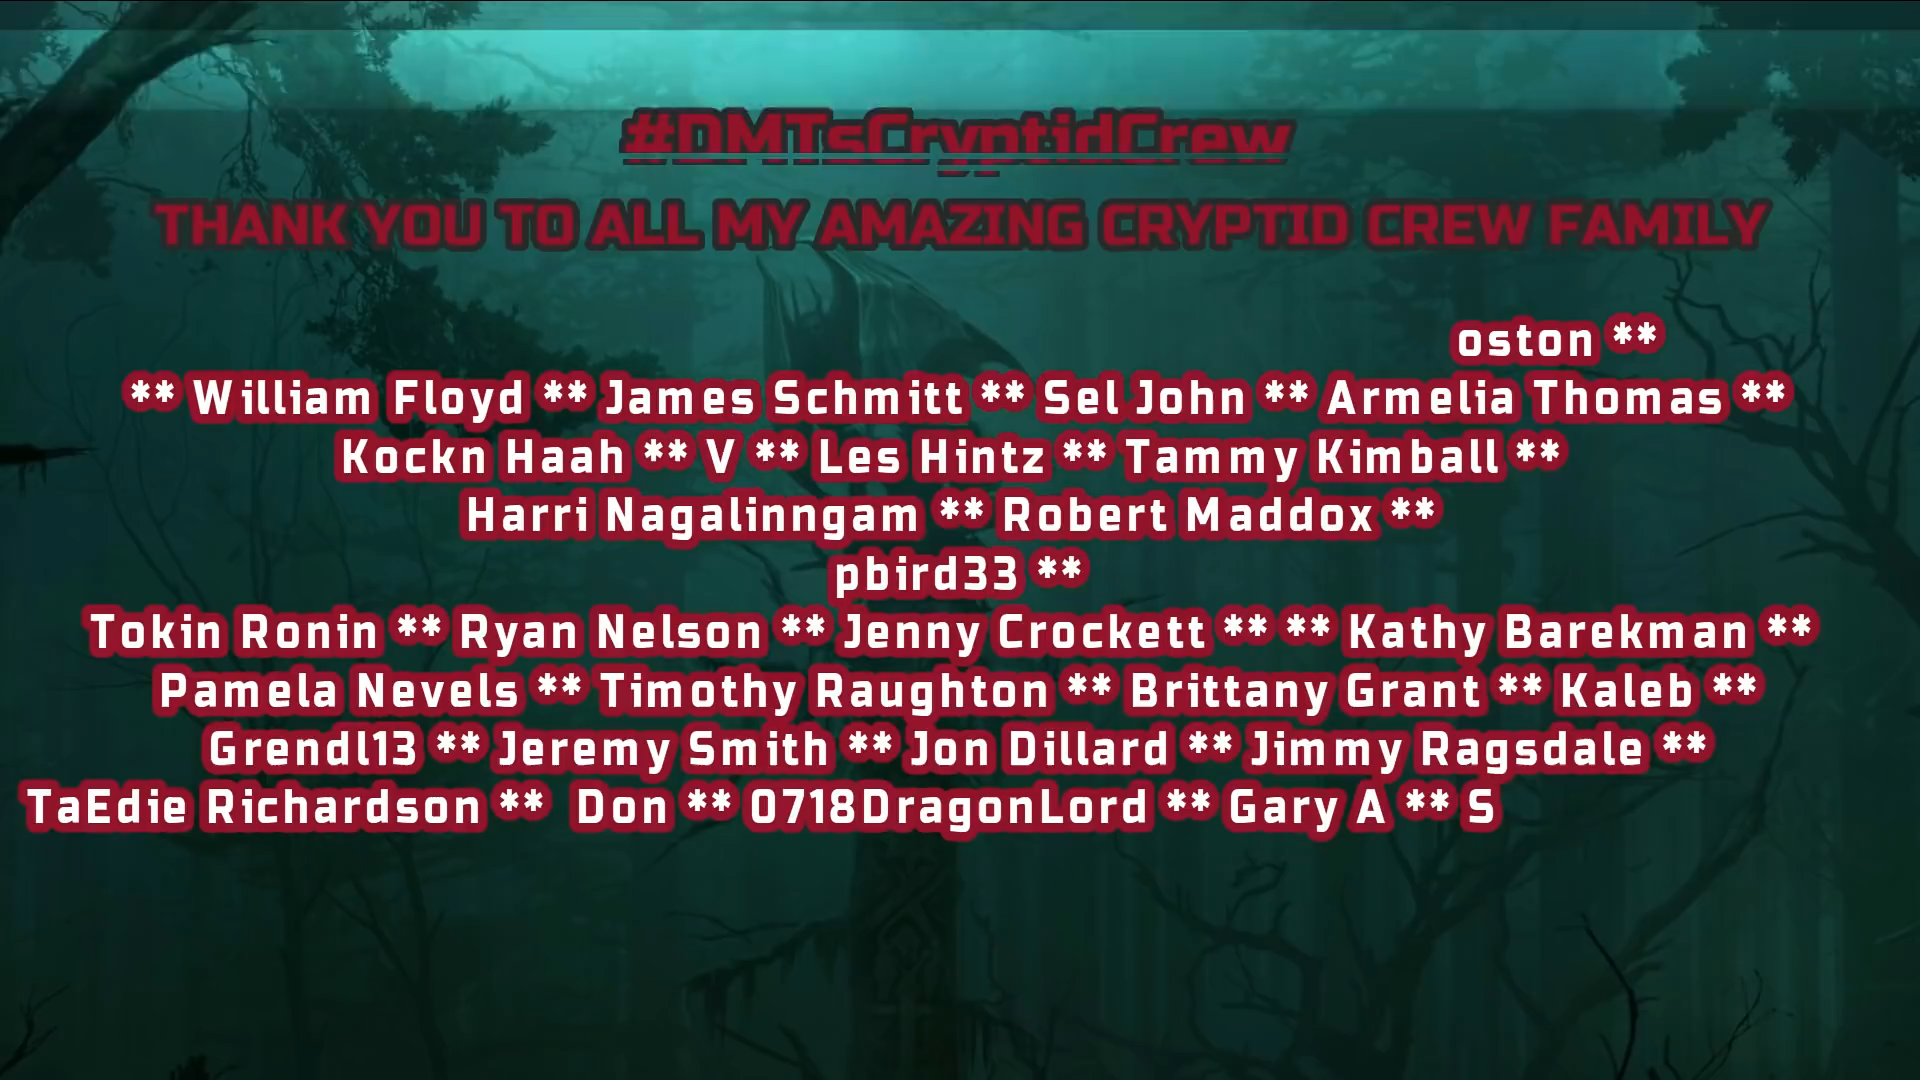 #DMTsCryptidCrew
THANK YOU TO ALL MY AMAZING CRYPTID CREW FAMILY
oston **
** William Floyd ** James Schmitt ** Sel John ** Armelia Thomas **
Kockn Haah ** V ** Les Hintz ** Tammy Kimball **
Harri Nagalinngam ** Robert Maddox **
pbird33 **
Tokin Ronin ** Ryan Nelson ** Jenny Crockett ** ** Kathy Barekman **
Pamela Nevels ** Timothy Raughton ** Brittany Grant ** Kaleb **
Grendl13 ** Jeremy Smith ** Jon Dillard ** Jimmy Ragsdale **
TaEdie Richardson ** Don ** 0718DragonLord ** Gary A ** S